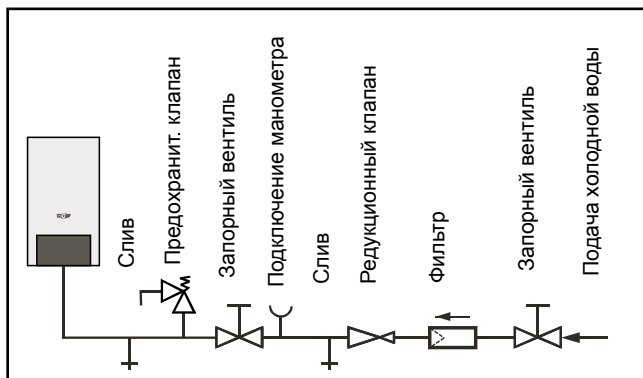 Слив
Предохранит. клапан
Запорный вентиль
Подключение манометра
Слив
Редукционный клапан
Фильтр
Запорный вентиль
Подача холодной воды